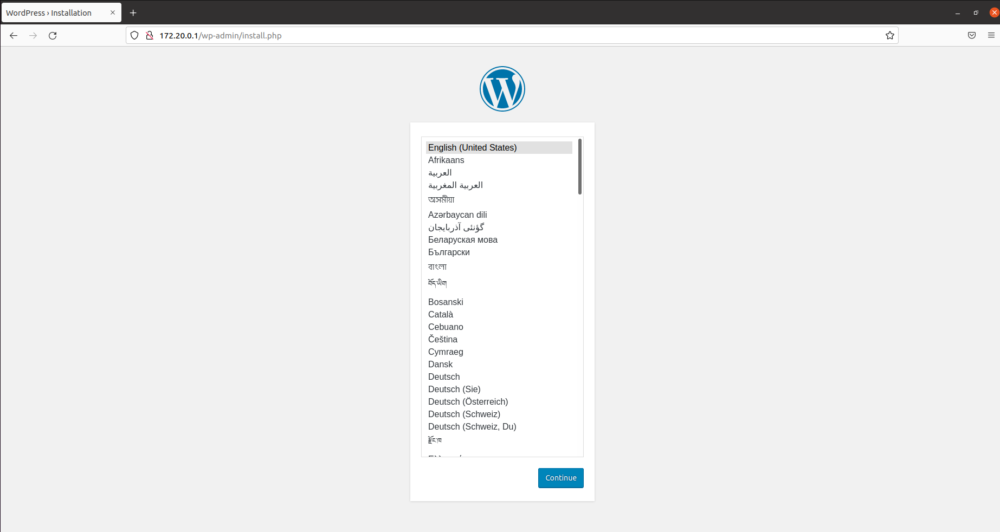 WordPress › Installation
172.20.0.1/wp-admin/install.php
English (United States)
Afrikaans
العربية
العربية المغربية
অসমীয়া
Azərbaycan dili
گؤنئی آذربایجان
Беларуская мова
Български
বাংলা
བོད་ཡིག
Bosanski
Català
Cebuano
Čeština
Cymraeg
Dansk
Deutsch
Deutsch (Sie)
Deutsch (Österreich)
Deutsch (Schweiz)
Deutsch (Schweiz, Du)
རྫོང་ཁ
Continue